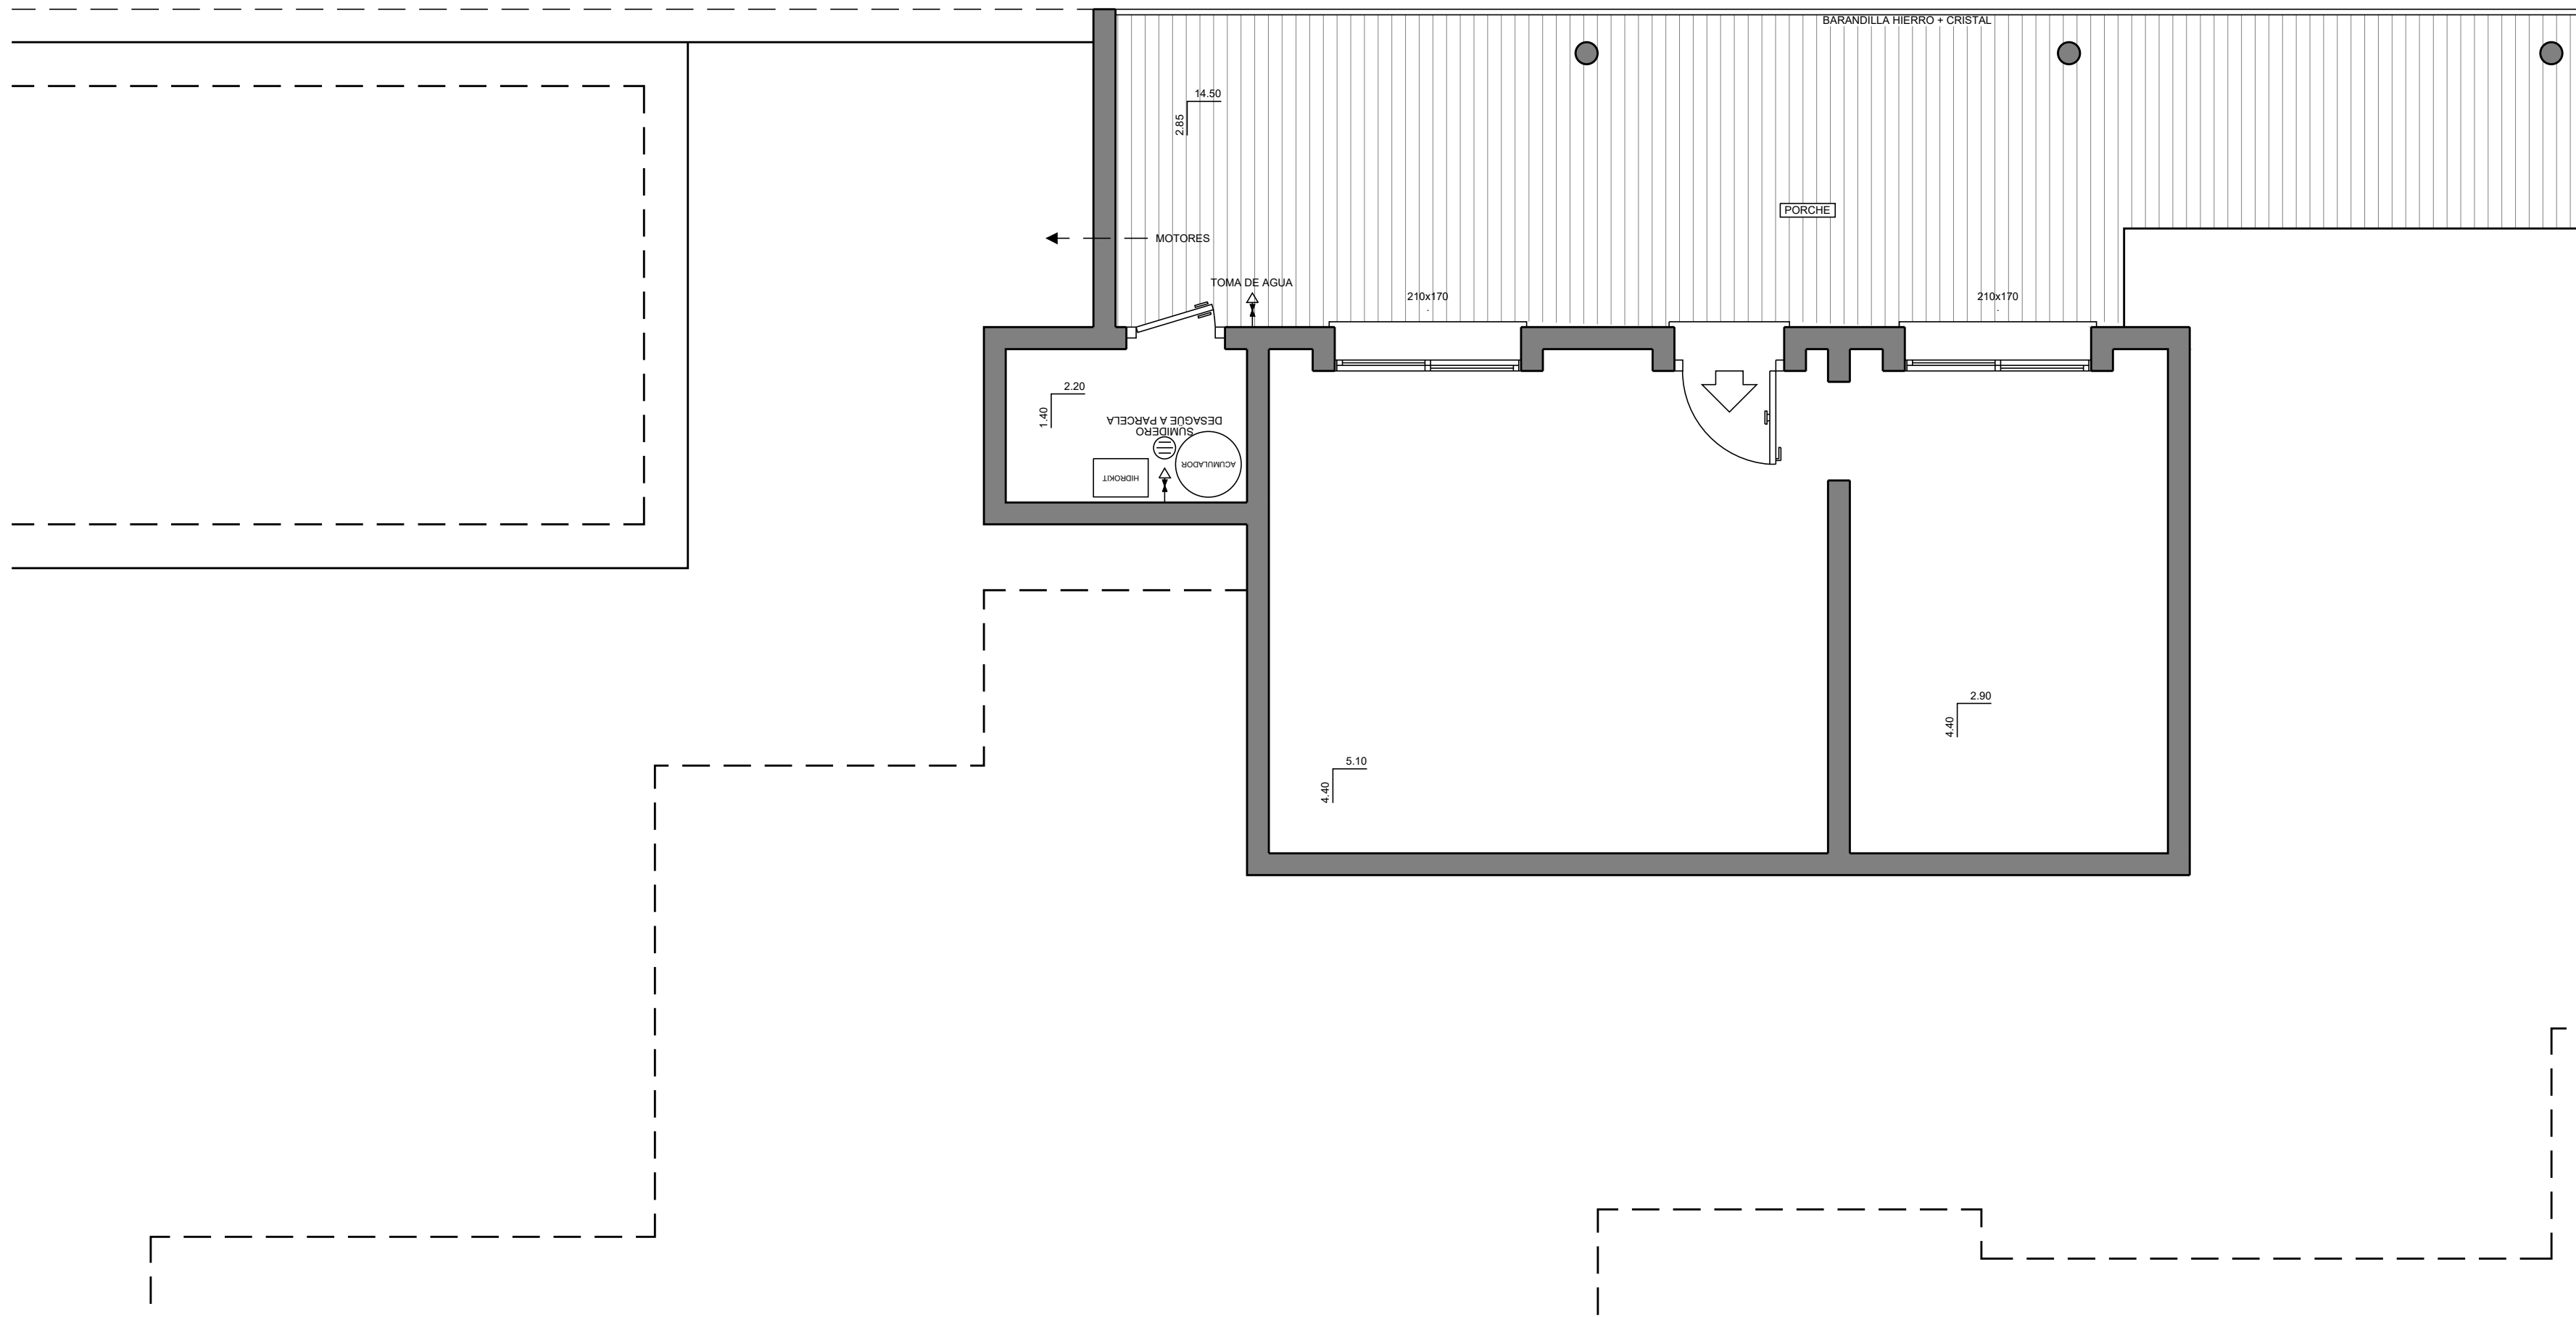 BARANDILLA HIERRO + CRISTAL
14.50
2.85
PORCHE
MOTORES
TOMA DE AGUA
210x170
210x170
2.20
1.40
SUMIDERO
DESAGÜE A PARCELA
ACUMULADOR
HIDROKIT
2.90
4.40
5.10
4.40